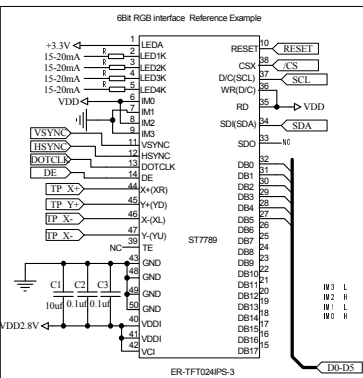 6Bit RGB interface Reference Example
+3.3V 1 LEDA
15-20mA R 2 LED1K
15-20mA R 3 LED2K
15-20mA R 4 LED3K
15-20mA R 5 LED4K
VDD 6 IM0
7 IM1
8 IM2
9 IM3
VSYNC 11 VSYNC
HSYNC 12 HSYNC
DOTCLK 13 DOTCLK
DE 14 DE
TP X+ 44 X+(XR)
TP Y+ 45 Y+(YD)
TP X- 46 X-(XL)
TP X- 47 Y-(YU)
NC 39 TE
43 GND
48 GND
49 GND
50 GND
C1 C2 C3
10uf 0.1uf 0.1uf
VDD2.8V 40 VDDI
41 VDDI
42 VCI
ST7789
RESET 10 RESET
CSX 38 /CS
D/C(SCL) 37 SCL
WR(D/C) 36
RD 35 VDD
SDI(SDA) 34 SDA
SDO 33 NC
DB0 32
DB1 31
DB2 30
DB3 29
DB4 28
DB5 27
DB6 26
DB7 25
DB8 24
DB9 23
DB10 22
DB11 21
DB12 20
DB13 19
DB14 18
DB15 17
DB16 16
DB17 15
IM3 L
IM2 H
IM1 L
IM0 H
D0-D5
ER-TFT024IPS-3